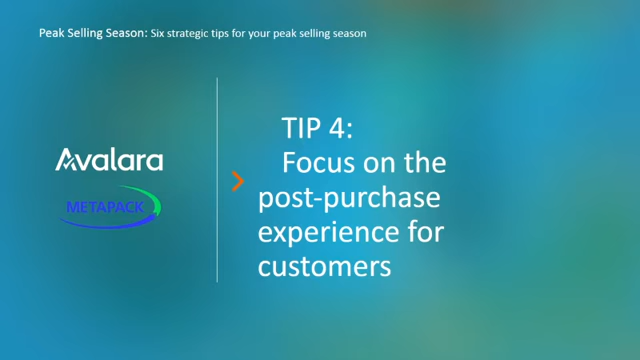 Peak Selling Season: Six strategic tips for your peak selling season
Avalara
METAPACK
TIP 4:
Focus on the
post-purchase
experience for
customers